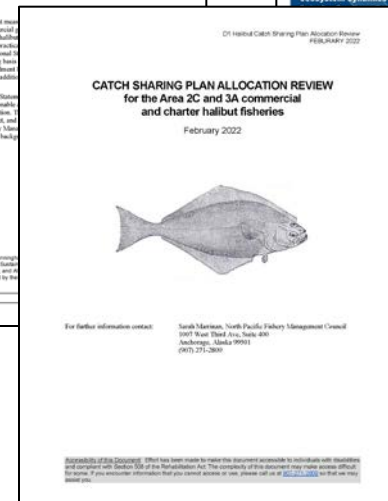 D1 Halibut Catch Sharing Plan Allocation Review
FEBRUARY 2022
CATCH SHARING PLAN ALLOCATION REVIEW
for the Area 2C and 3A commercial
and charter halibut fisheries
February 2022
For further information contact:
Sarah Marrinan, North Pacific Fishery Management Council
1007 West Third Ave, Suite 400
Anchorage, Alaska 99501
(907) 271-2809
Accessibility of this Document: Effort has been made to make this document accessible to individuals with disabilities
and compliant with Section 508 of the Rehabilitation Act. The complexity of this document may make access difficult
for some. If you encounter information that you cannot access or use, please call us at 907-271-2809 so that we may
assist you.